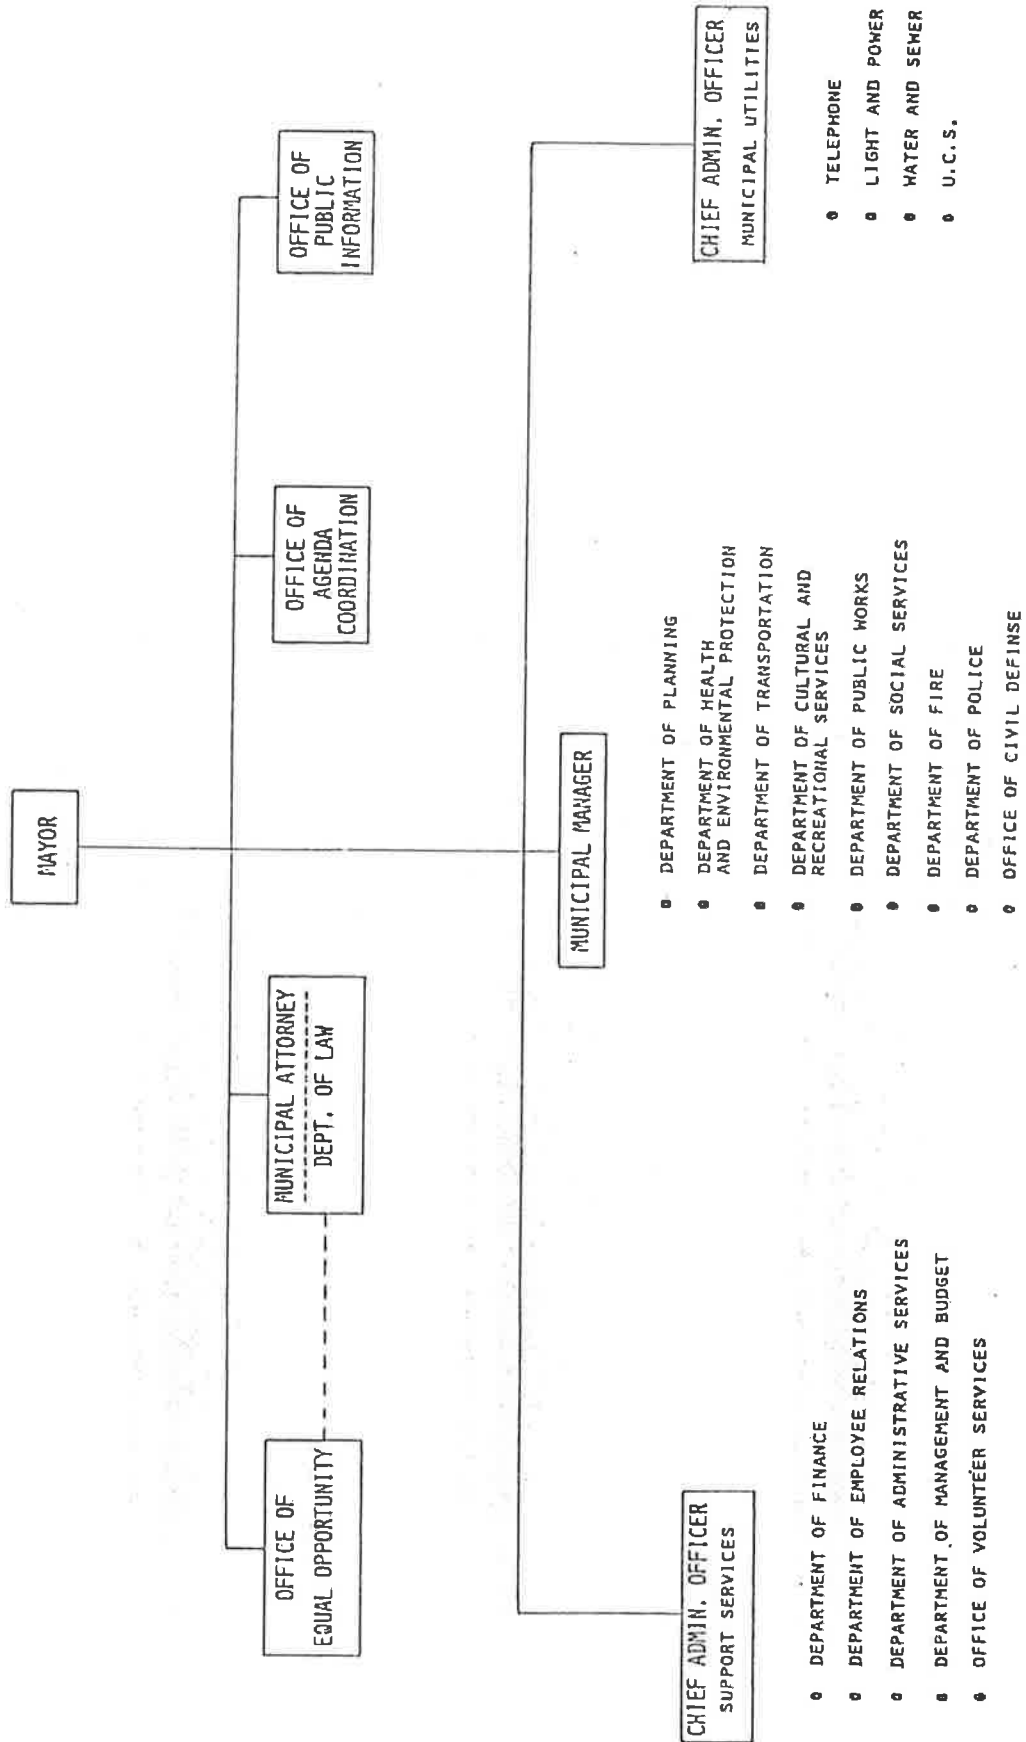 MAYOR
OFFICE OF
EQUAL OPPORTUNITY
MUNICIPAL ATTORNEY
DEPT. OF LAW
OFFICE OF
AGENDA
COORDINATION
OFFICE OF
PUBLIC
INFORMATION
MUNICIPAL MANAGER
DEPARTMENT OF PLANNING
DEPARTMENT OF HEALTH
AND ENVIRONMENTAL PROTECTION
DEPARTMENT OF TRANSPORTATION
DEPARTMENT OF CULTURAL AND
RECREATIONAL SERVICES
DEPARTMENT OF PUBLIC WORKS
DEPARTMENT OF SOCIAL SERVICES
DEPARTMENT OF FIRE
DEPARTMENT OF POLICE
OFFICE OF CIVIL DEFINSE
CHIEF ADMIN. OFFICER
SUPPORT SERVICES
DEPARTMENT OF FINANCE
DEPARTMENT OF EMPLOYEE RELATIONS
DEPARTMENT OF ADMINISTRATIVE SERVICES
DEPARTMENT OF MANAGEMENT AND BUDGET
OFFICE OF VOLUNTEER SERVICES
CHIEF ADMIN. OFFICER
MUNICIPAL UTILITIES
TELEPHONE
LIGHT AND POWER
WATER AND SEWER
U.C.S.